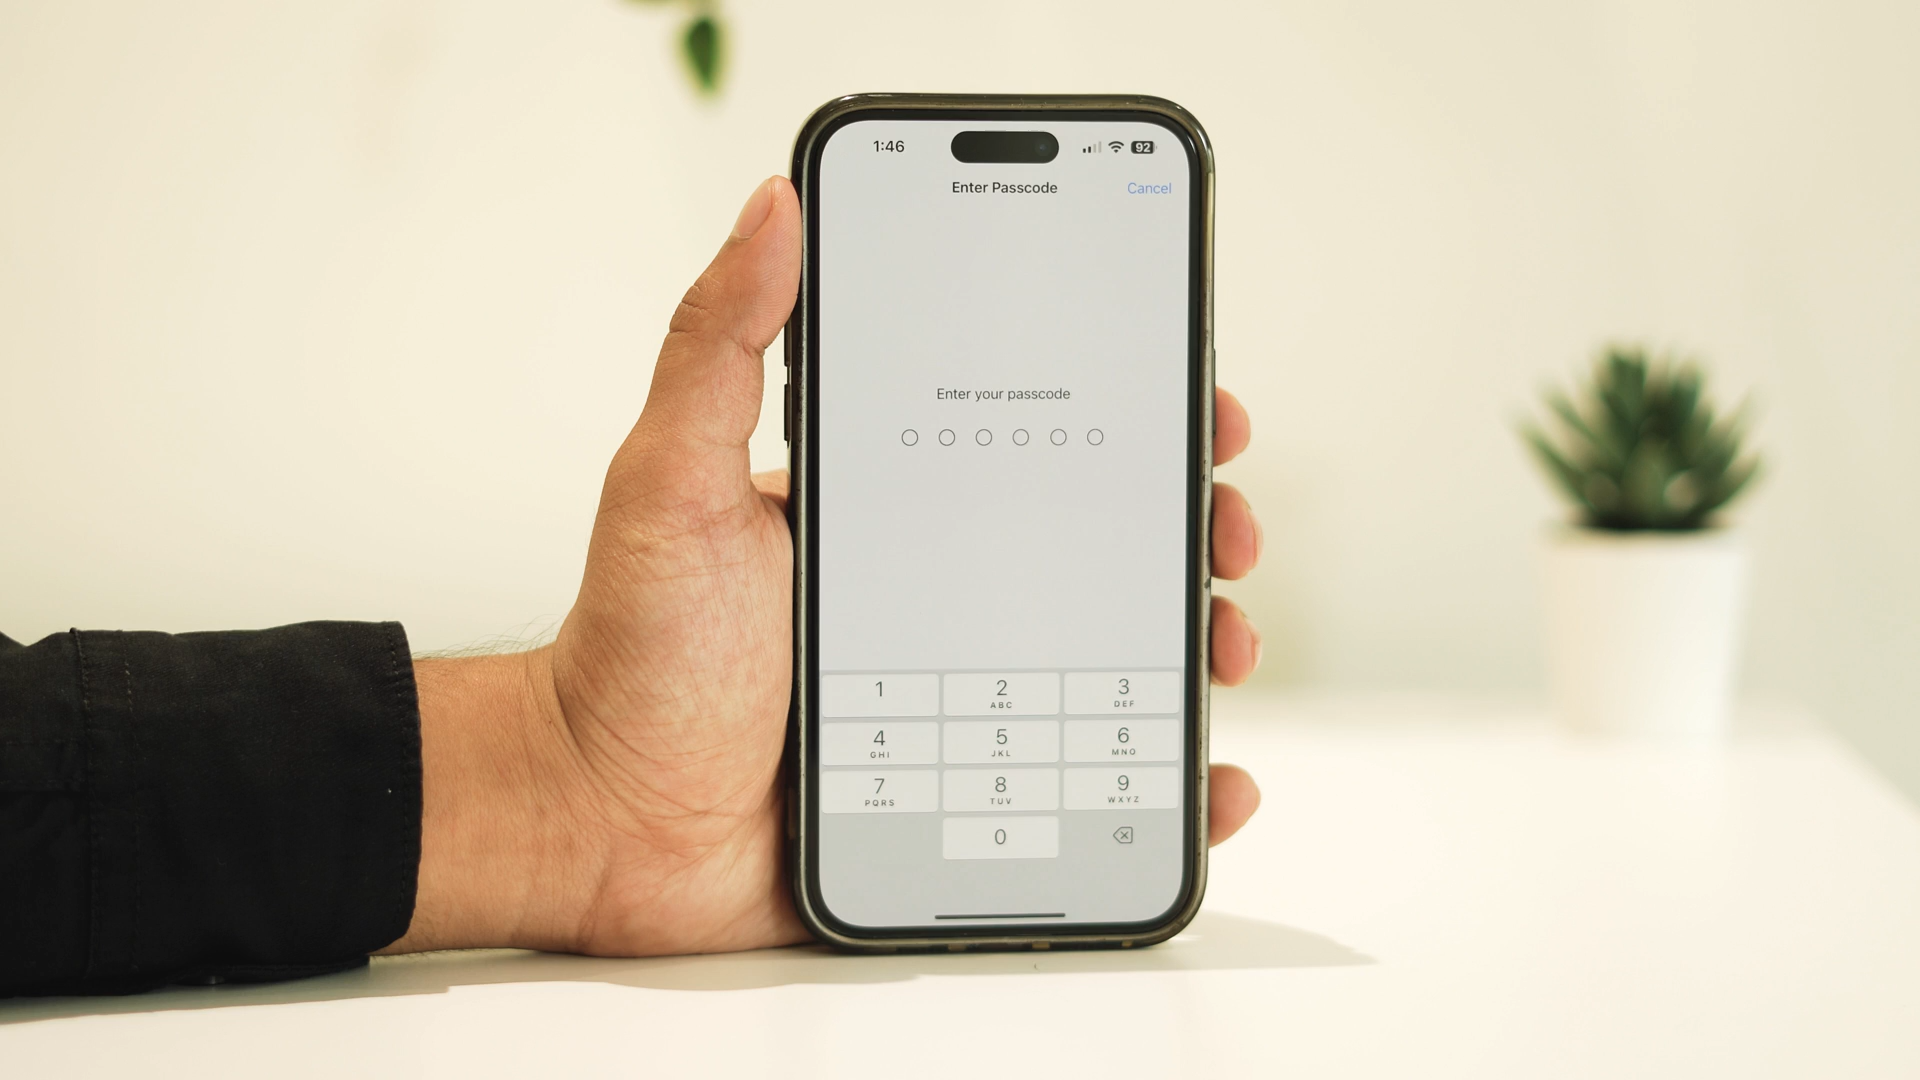 1:46 92
Enter Passcode Cancel
Enter your passcode
1 2 3
ABC DEF
4 5 6
GHI JKL MNO
7 8 9
PQRS TUV WXYZ
0